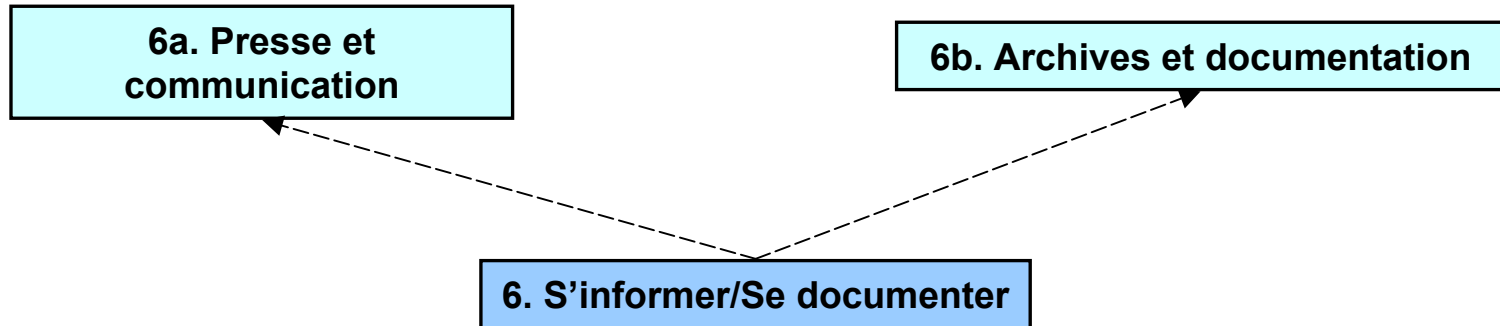 6a. Presse et
communication
6b. Archives et documentation
6. S’informer/Se documenter